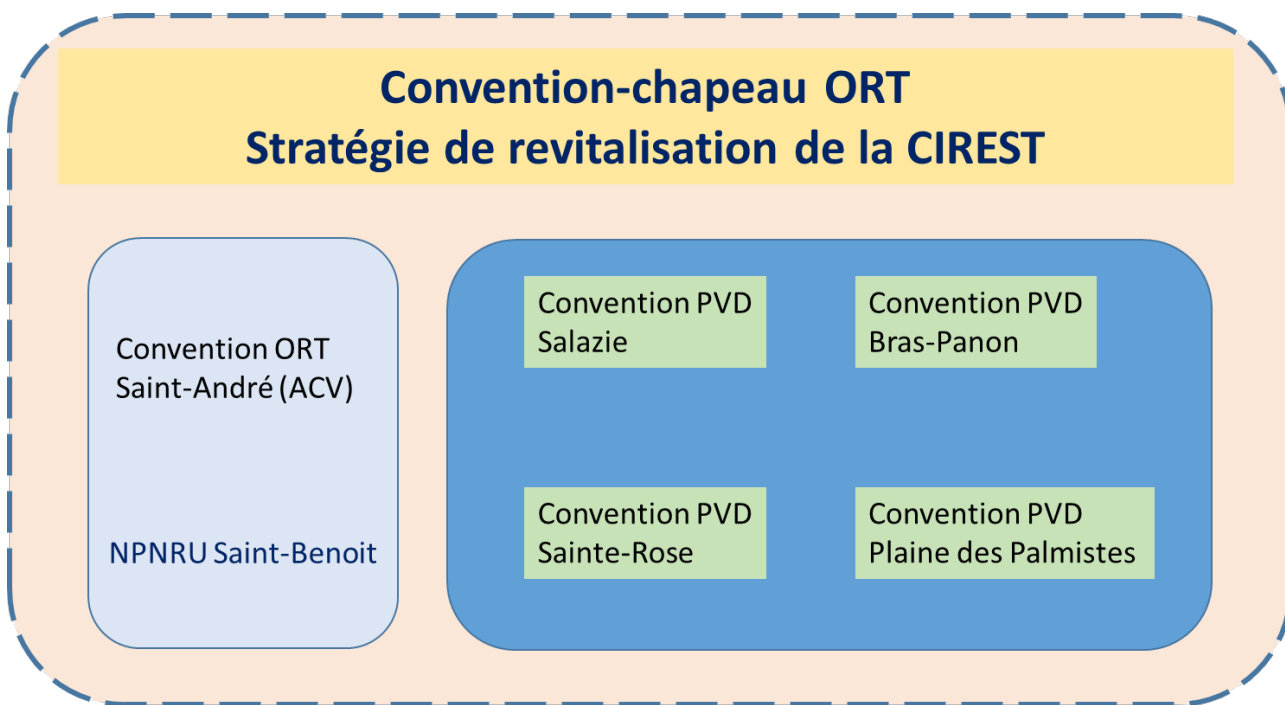 Convention-chapeau ORT
Stratégie de revitalisation de la CIREST
Convention ORT
Saint-André (ACV)
NPNRU Saint-Benoit
Convention PVD
Salazie
Convention PVD
Bras-Panon
Convention PVD
Sainte-Rose
Convention PVD
Plaine des Palmistes